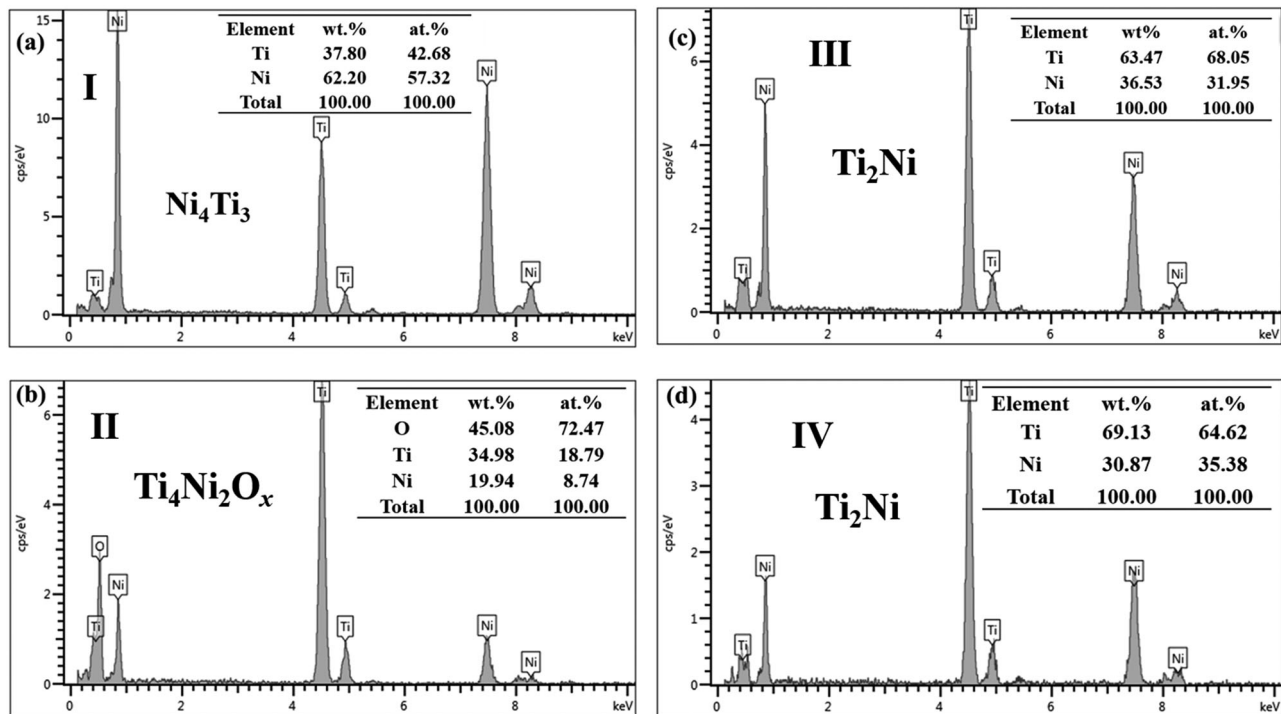 (a)
I
Element wt.% at.%
Ti 37.80 42.68
Ni 62.20 57.32
Total 100.00 100.00
Ni₄Ti₃
Ni
Ti
Ti
Ti
Ni
Ni
cps/eV
15
10
5
0
0 2 4 6 8 keV
(c)
III
Element wt.% at.%
Ti 63.47 68.05
Ni 36.53 31.95
Total 100.00 100.00
Ti₂Ni
Ti
Ni
Ti
Ti
Ni
Ni
cps/eV
6
4
2
0
0 2 4 6 8 keV
(b)
II
Element wt.% at.%
O 45.08 72.47
Ti 34.98 18.79
Ni 19.94 8.74
Total 100.00 100.00
Ti₄Ni₂Oₓ
Ti
O
Ni
Ti
Ti
Ni
Ni
cps/eV
6
4
2
0
0 2 4 6 8 keV
(d)
IV
Element wt.% at.%
Ti 69.13 64.62
Ni 30.87 35.38
Total 100.00 100.00
Ti₂Ni
Ti
Ni
Ti
Ti
Ni
Ni
cps/eV
4
3
2
1
0
0 2 4 6 8 keV